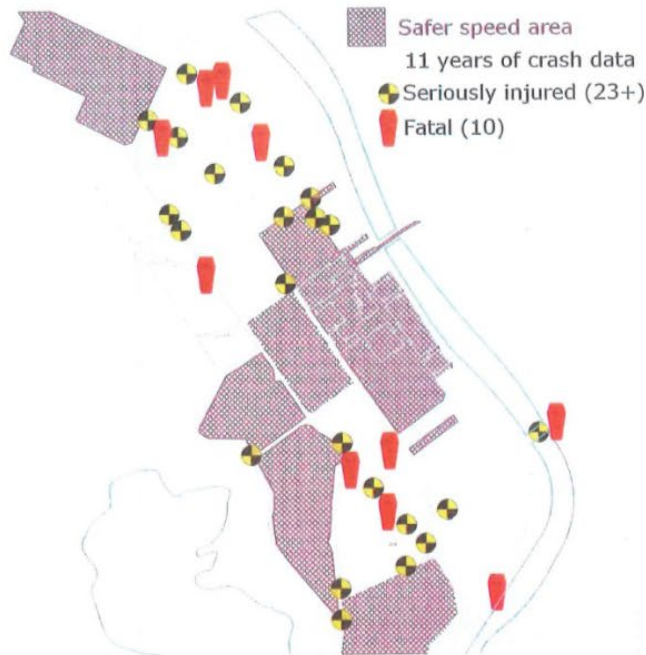 Safer speed area
11 years of crash data
Seriously injured (23+)
Fatal (10)